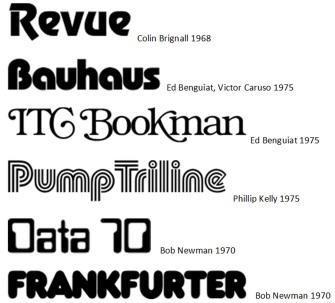 Revue Colin Brignall 1968
Bauhaus Ed Benguiat, Victor Caruso 1975
ITC Bookman Ed Benguiat 1975
PumpTriline Phillip Kelly 1975
Data 70 Bob Newman 1970
FRANKFURTER Bob Newman 1970